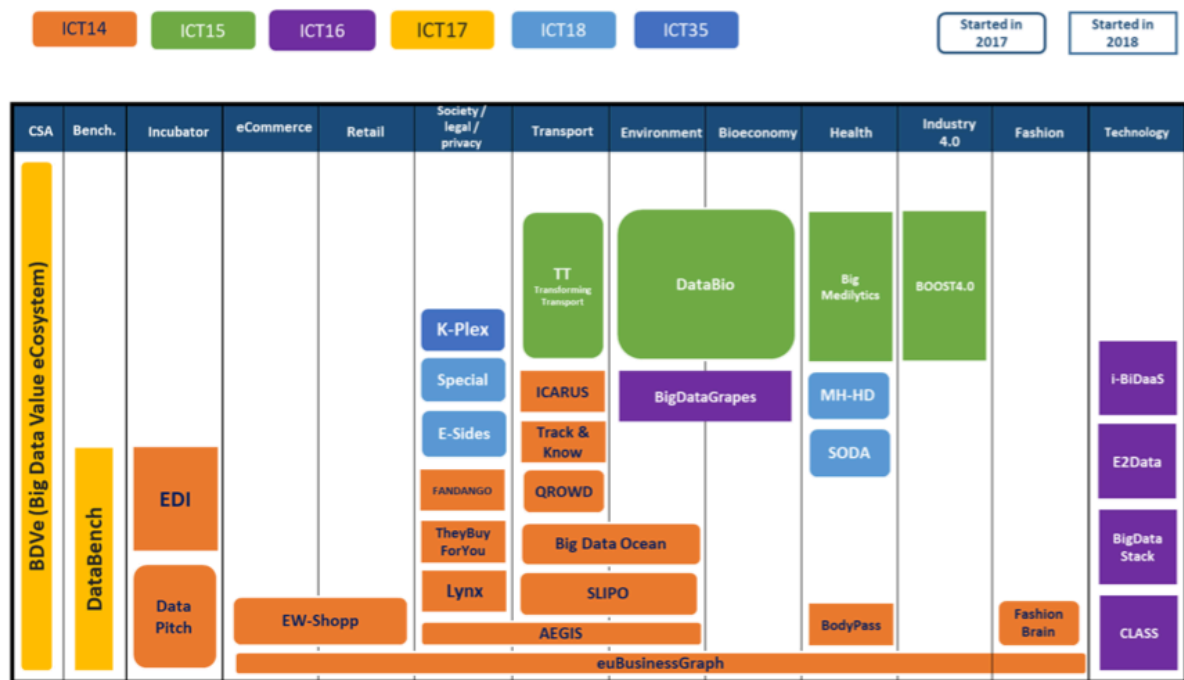 ICT14
ICT15
ICT16
ICT17
ICT18
ICT35
Started in
2017
Started in
2018
CSA
Bench.
Incubator
eCommerce
Retail
Society /
legal /
privacy
Transport
Environment
Bioeconomy
Health
Industry
4.0
Fashion
Technology
BDVe (Big Data Value eCosystem)
DataBench
EDI
Data
Pitch
EW-Shopp
K-Plex
Special
E-Sides
FANDANGO
TheyBuy
ForYou
Lynx
TT
Transforming
Transport
ICARUS
Track &
Know
QROWD
Big Data Ocean
SLIPO
AEGIS
DataBio
BigDataGrapes
Big
Medilytics
MH-HD
SODA
BodyPass
BOOST4.0
Fashion
Brain
i-BiDaaS
E2Data
BigData
Stack
CLASS
euBusinessGraph